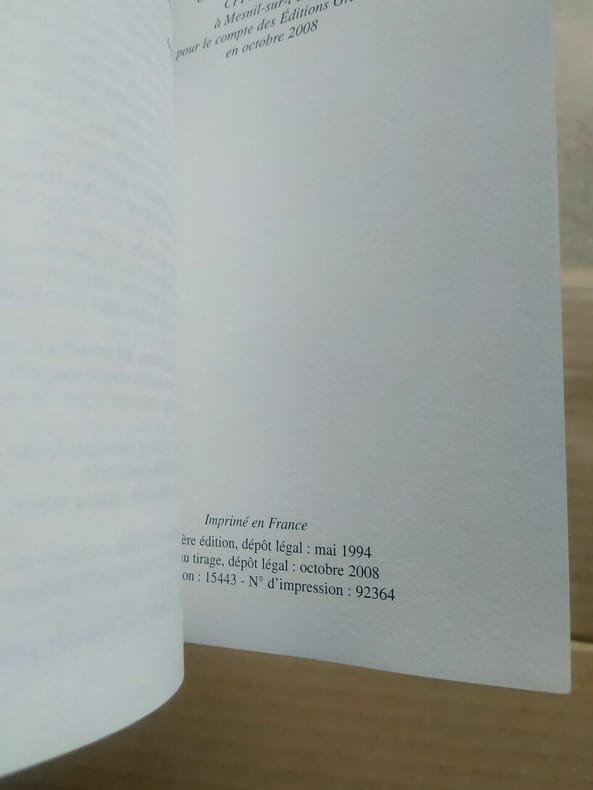 à Mesnil-sur-l'
pour le compte des Éditions
en octobre 2008
Imprimé en France
ère édition, dépôt légal : mai 1994
u tirage, dépôt légal : octobre 2008
on : 15443 - N° d'impression : 92364